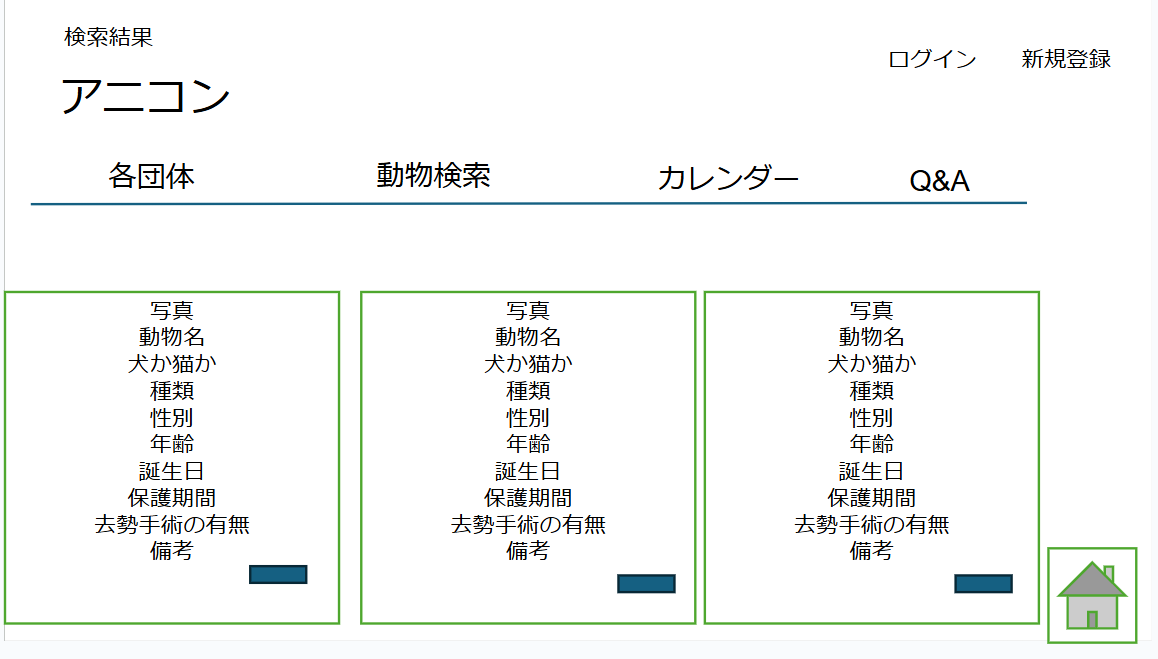 検索結果
ログイン 新規登録
アニコン
各団体 動物検索 カレンダー Q&A
写真
動物名
犬か猫か
種類
性別
年齢
誕生日
保護期間
去勢手術の有無
備考
写真
動物名
犬か猫か
種類
性別
年齢
誕生日
保護期間
去勢手術の有無
備考
写真
動物名
犬か猫か
種類
性別
年齢
誕生日
保護期間
去勢手術の有無
備考